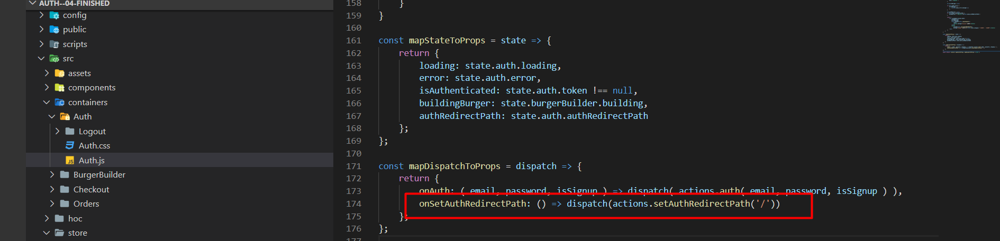 AUTH--04-FINISHED
config
public
scripts
src
assets
components
containers
Auth
Logout
Auth.css
JS Auth.js
BurgerBuilder
Checkout
Orders
hoc
store
158 }
159 }
160
161 const mapStateToProps = state => {
162 return {
163 loading: state.auth.loading,
164 error: state.auth.error,
165 isAuthenticated: state.auth.token !== null,
166 buildingBurger: state.burgerBuilder.building,
167 authRedirectPath: state.auth.authRedirectPath
168 };
169 };
170
171 const mapDispatchToProps = dispatch => {
172 return {
173 onAuth: ( email, password, isSignup ) => dispatch( actions.auth( email, password, isSignup ) ),
174 onSetAuthRedirectPath: () => dispatch(actions.setAuthRedirectPath('/'))
175 };
176 };
177